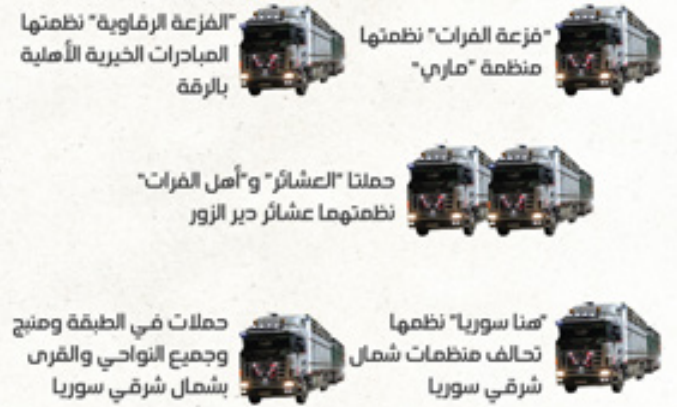 "فزعة الفرات" نظمتها
منظمة "ماري"
"الفزعة الرقاوية" نظمتها
المبادرات الخيرية الأهلية
بالرقة
حملتا "العشائر" و"أهل الفرات"
نظمتهما عشائر دير الزور
"هنا سوريا" نظمها
تحالف منظمات شمال
شرقي سوريا
حملات في الطبقة ومنبج
وجميع النواحي والقرى
بشمال شرقي سوريا